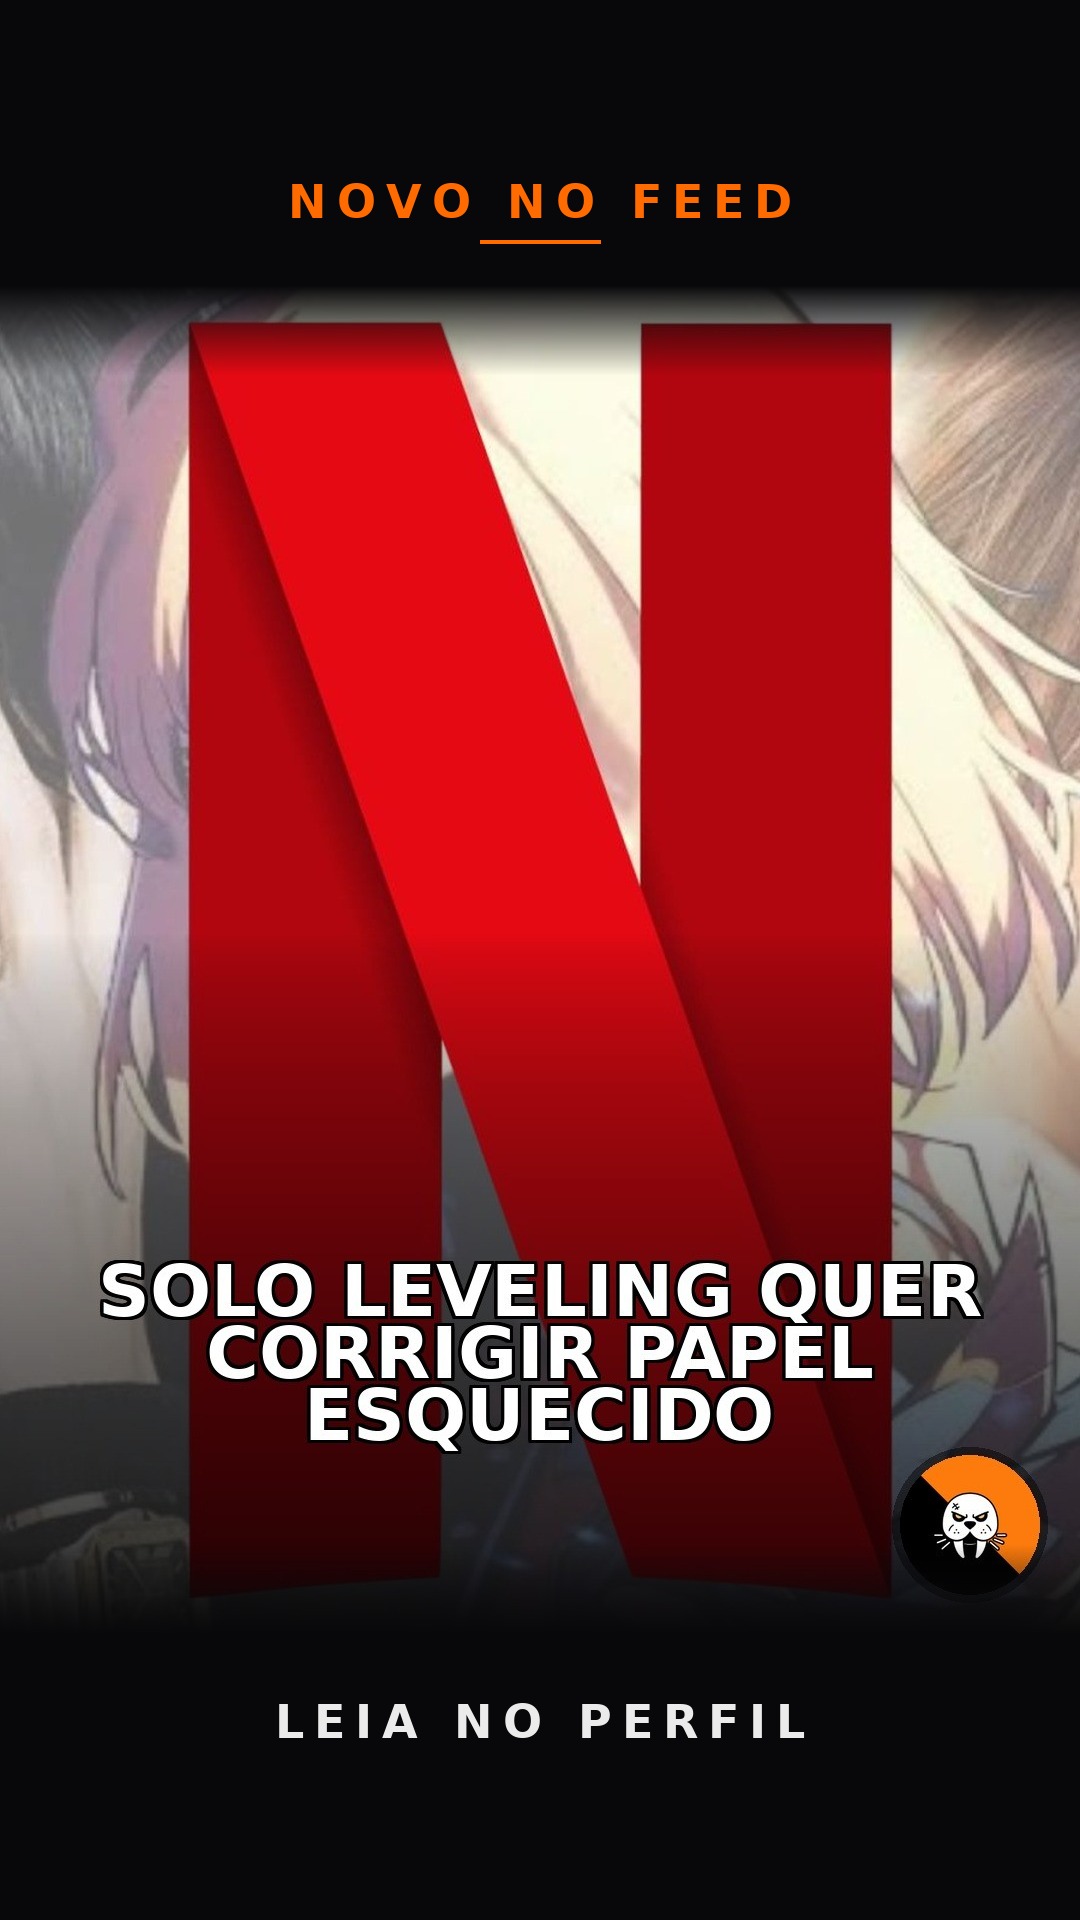 NOVO NO FEED
SOLO LEVELING QUER
CORRIGIR PAPEL
ESQUECIDO
LEIA NO PERFIL